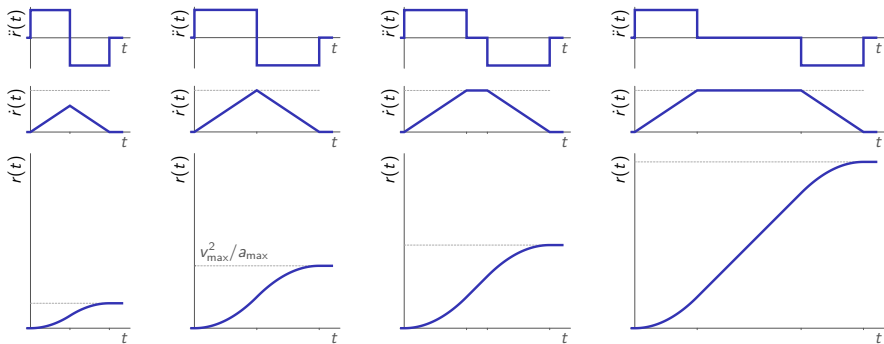 r̈(t) t r̈(t) t r̈(t) t r̈(t) t
ṙ(t) t ṙ(t) t ṙ(t) t ṙ(t) t
r(t) r(t) r(t) r(t)
v²max/amax
t t t t